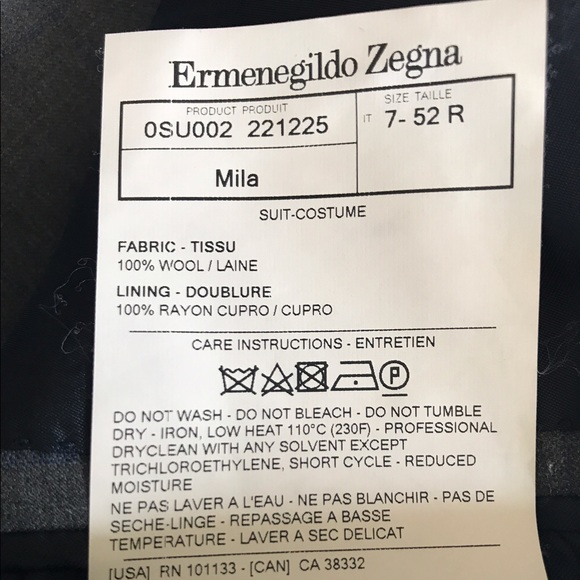 Ermenegildo Zegna
PRODUCT PRODUIT
0SU002 221225
SIZE TAILLE
IT 7- 52 R
Mila
SUIT-COSTUME
FABRIC - TISSU
100% WOOL / LAINE
LINING - DOUBLURE
100% RAYON CUPRO / CUPRO
CARE INSTRUCTIONS - ENTRETIEN
P
DO NOT WASH - DO NOT BLEACH - DO NOT TUMBLE
DRY - IRON, LOW HEAT 110°C (230F) - PROFESSIONAL
DRYCLEAN WITH ANY SOLVENT EXCEPT
TRICHLOROETHYLENE, SHORT CYCLE - REDUCED
MOISTURE
NE PAS LAVER A L'EAU - NE PAS BLANCHIR - PAS DE
SECHE-LINGE - REPASSAGE A BASSE
TEMPERATURE - LAVER A SEC DELICAT
[USA] RN 101133 - [CAN] CA 38332